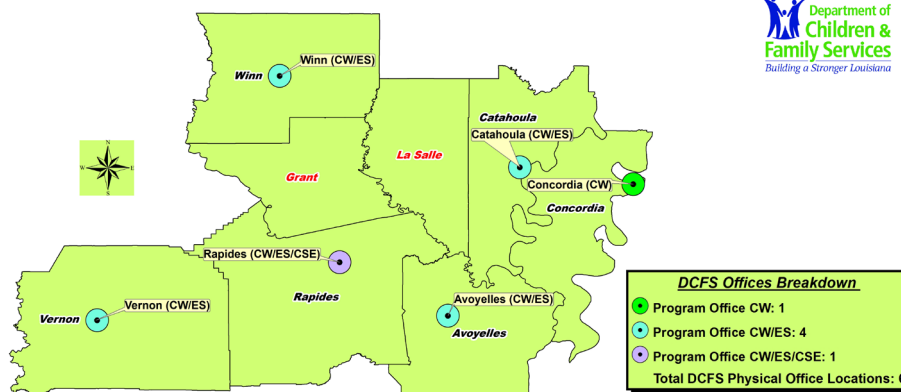 Department of
Children &
Family Services
Building a Stronger Louisiana
Winn (CW/ES)
Winn
Catahoula
Catahoula (CW/ES)
La Salle
Grant
Concordia (CW)
Concordia
N
W
E
S
Rapides (CW/ES/CSE)
Rapides
Vernon (CW/ES)
Vernon
Avoyelles (CW/ES)
Avoyelles
DCFS Offices Breakdown
Program Office CW: 1
Program Office CW/ES: 4
Program Office CW/ES/CSE: 1
Total DCFS Physical Office Locations: